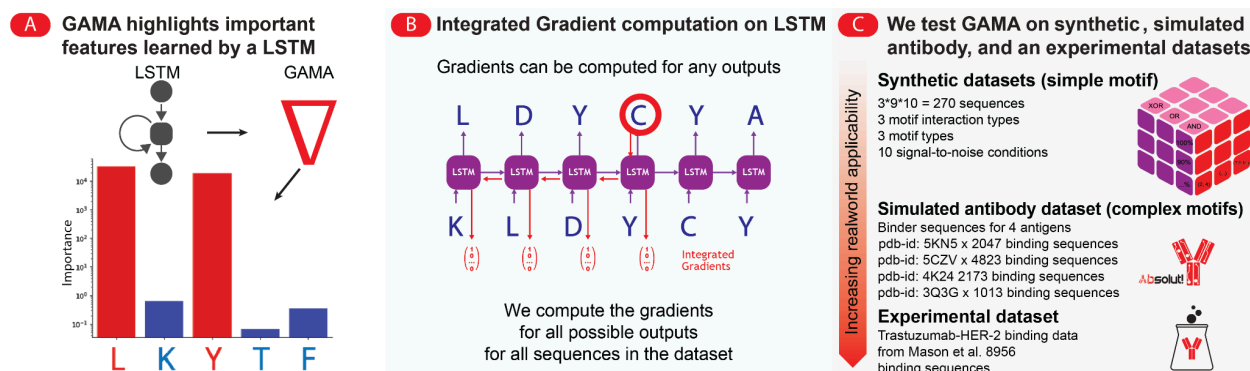 A
GAMA highlights important
features learned by a LSTM
LSTM
GAMA
Importance
10⁴
10³
10²
10¹
10⁰
10⁻¹
L K Y T F
B
Integrated Gradient computation on LSTM
Gradients can be computed for any outputs
L D Y C Y A
LSTM LSTM LSTM LSTM LSTM LSTM
K L D Y C Y
Integrated
Gradients
We compute the gradients
for all possible outputs
for all sequences in the dataset
C
We test GAMA on synthetic, simulated
antibody, and an experimental datasets
Increasing realworld applicability
Synthetic datasets (simple motif)
3*9*10 = 270 sequences
3 motif interaction types
3 motif types
10 signal-to-noise conditions
XOR
OR
AND
100%
90%
Simulated antibody dataset (complex motifs)
Binder sequences for 4 antigens
pdb-id: 5KN5 x 2047 binding sequences
pdb-id: 5CZV x 4823 binding sequences
pdb-id: 4K24 2173 binding sequences
pdb-id: 3Q3G x 1013 binding sequences
Absolut!
Experimental dataset
Trastuzumab-HER-2 binding data
from Mason et al. 8956
binding sequences